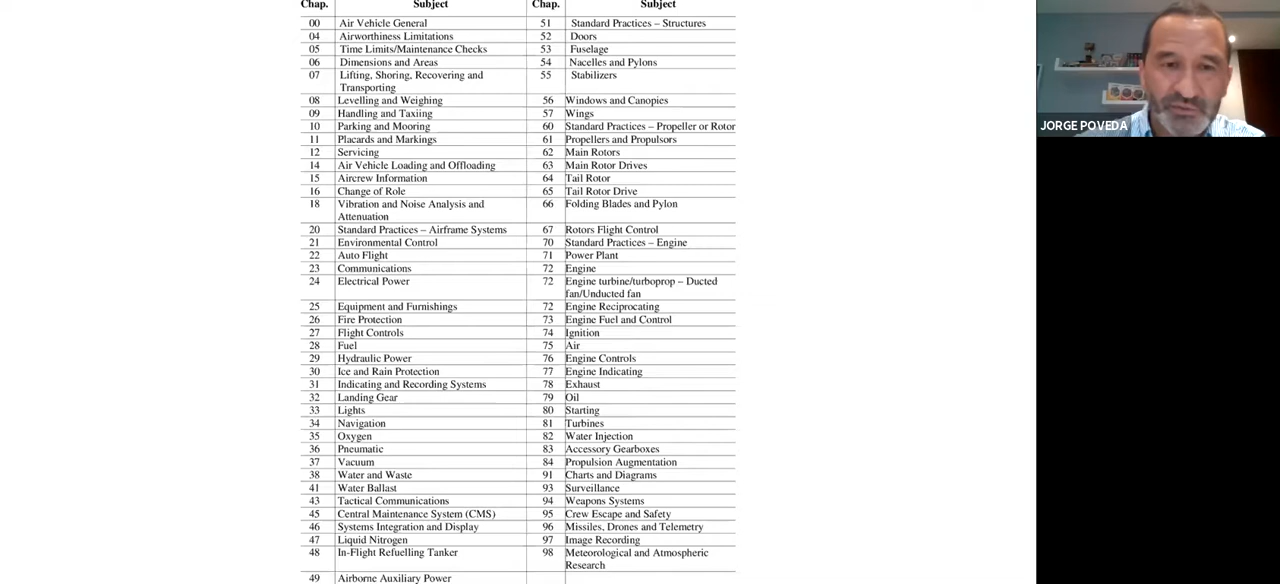 Chap. Subject Chap. Subject
00 Air Vehicle General 51 Standard Practices – Structures
04 Airworthiness Limitations 52 Doors
05 Time Limits/Maintenance Checks 53 Fuselage
06 Dimensions and Areas 54 Nacelles and Pylons
07 Lifting, Shoring, Recovering and 55 Stabilizers
Transporting
08 Levelling and Weighing 56 Windows and Canopies
09 Handling and Taxiing 57 Wings
10 Parking and Mooring 60 Standard Practices – Propeller or Rotor
11 Placards and Markings 61 Propellers and Propulsors
12 Servicing 62 Main Rotors
14 Air Vehicle Loading and Offloading 63 Main Rotor Drives
15 Aircrew Information 64 Tail Rotor
16 Change of Role 65 Tail Rotor Drive
18 Vibration and Noise Analysis and 66 Folding Blades and Pylon
Attenuation
20 Standard Practices – Airframe Systems 67 Rotors Flight Control
21 Environmental Control 70 Standard Practices – Engine
22 Auto Flight 71 Power Plant
23 Communications 72 Engine
24 Electrical Power 72 Engine turbine/turboprop – Ducted
fan/Unducted fan
25 Equipment and Furnishings 72 Engine Reciprocating
26 Fire Protection 73 Engine Fuel and Control
27 Flight Controls 74 Ignition
28 Fuel 75 Air
29 Hydraulic Power 76 Engine Controls
30 Ice and Rain Protection 77 Engine Indicating
31 Indicating and Recording Systems 78 Exhaust
32 Landing Gear 79 Oil
33 Lights 80 Starting
34 Navigation 81 Turbines
35 Oxygen 82 Water Injection
36 Pneumatic 83 Accessory Gearboxes
37 Vacuum 84 Propulsion Augmentation
38 Water and Waste 91 Charts and Diagrams
41 Water Ballast 93 Surveillance
43 Tactical Communications 94 Weapons Systems
45 Central Maintenance System (CMS) 95 Crew Escape and Safety
46 Systems Integration and Display 96 Missiles, Drones and Telemetry
47 Liquid Nitrogen 97 Image Recording
48 In-Flight Refuelling Tanker 98 Meteorological and Atmospheric
Research
49 Airborne Auxiliary Power
JORGE POVEDA